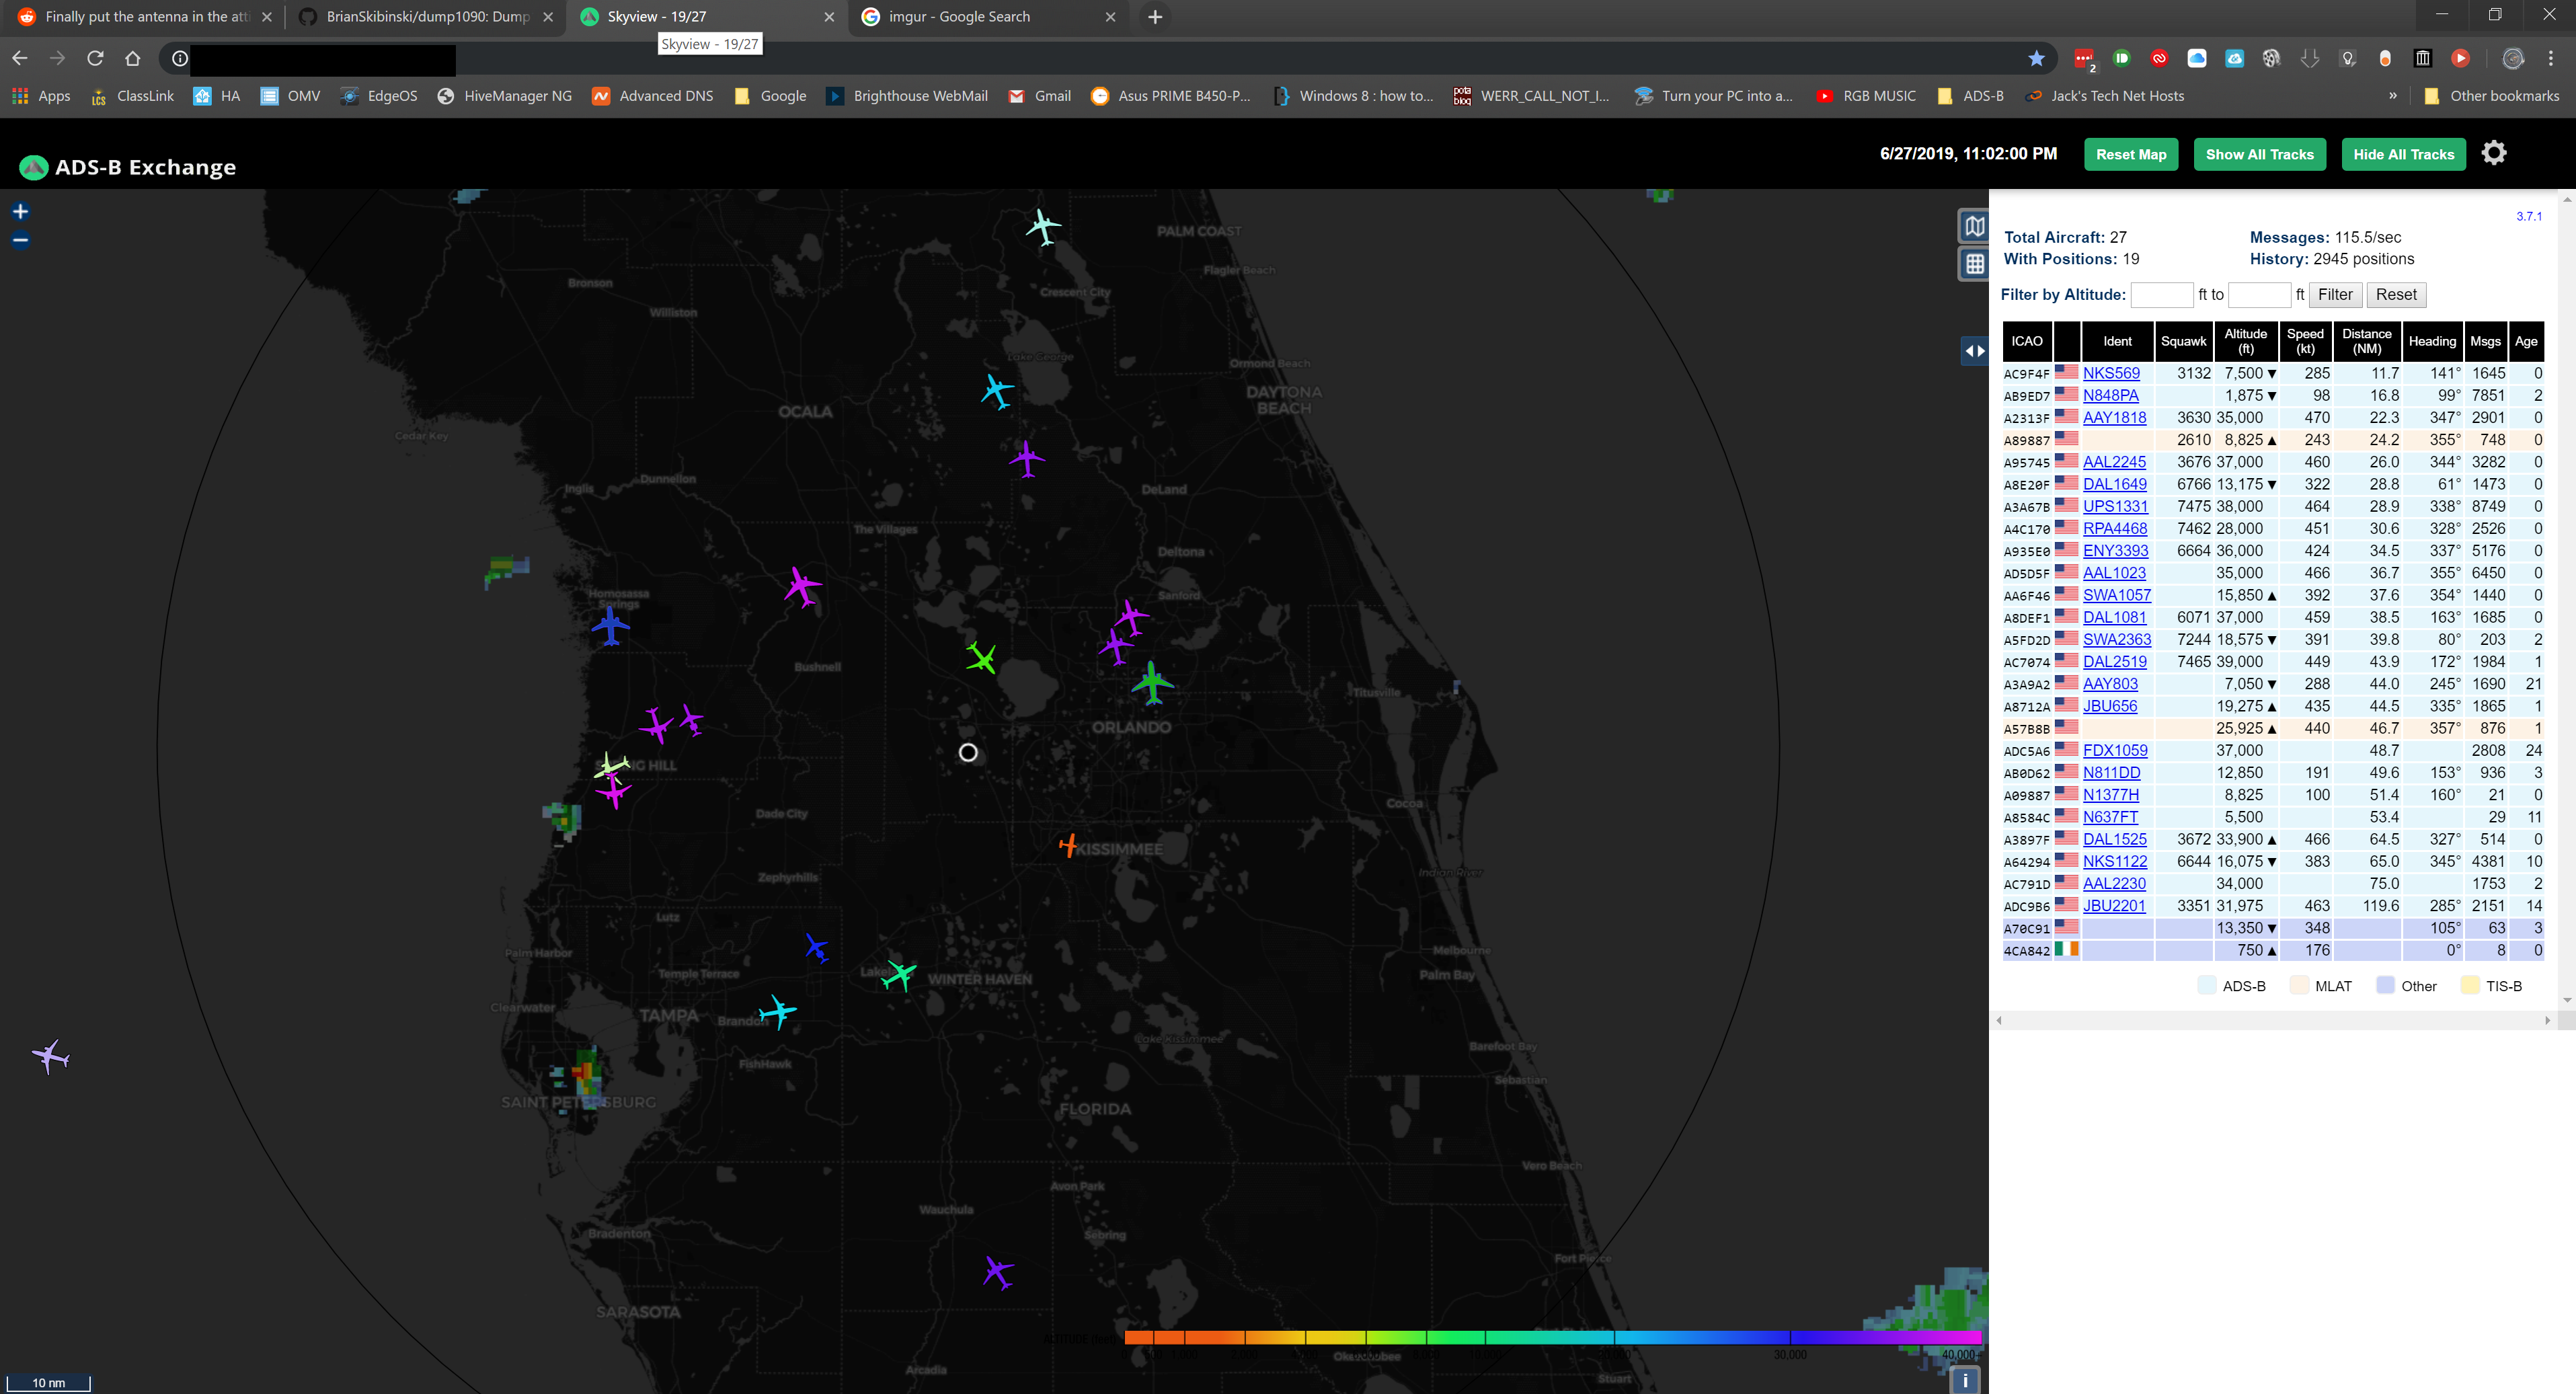 Finally put the antenna in the atti
BrianSkibinski/dump1090: Dump
Skyview - 19/27
imgur - Google Search
Skyview - 19/27
2
Apps ClassLink HA OMV EdgeOS HiveManager NG Advanced DNS Google Brighthouse WebMail Gmail Asus PRIME B450-P... Windows 8 : how to... WERR_CALL_NOT_I... Turn your PC into a... RGB MUSIC ADS-B Jack's Tech Net Hosts » Other bookmarks
ADS-B Exchange
6/27/2019, 11:02:00 PM Reset Map Show All Tracks Hide All Tracks
PALM COAST
Flagler Beach
Bronson
Crescent City
Williston
Lake George
Ormond Beach
OCALA
DAYTONA
BEACH
Cedar Key
Dunnellon
Inglis
DeLand
The Villages
Deltona
Homosassa
Springs
Sanford
Bushnell
Titusville
ORLANDO
HILL
Dade City
Cocoa
KISSIMMEE
Zephyrhills
Indian River
Lutz
Palm Harbor
Melbourne
Temple Terrace
WINTER HAVEN
Palm Bay
Clearwater
TAMPA
Brandon
Lake Kissimmee
Barefoot Bay
FishHawk
Sebastian
SAINT PETERSBURG
FLORIDA
Vero Beach
Avon Park
Wauchula
Bradenton
Sebring
Fort Pierce
SARASOTA
30,000 40,000+
Arcadia
Stuart
10 nm
3.7.1
Total Aircraft: 27 Messages: 115.5/sec
With Positions: 19 History: 2945 positions
Filter by Altitude: ft to ft Filter Reset
ICAO Ident Squawk Altitude (ft) Speed (kt) Distance (NM) Heading Msgs Age
AC9F4F NKS569 3132 7,500 ▼ 285 11.7 141° 1645 0
AB9ED7 N848PA 1,875 ▼ 98 16.8 99° 7851 2
A2313F AAY1818 3630 35,000 470 22.3 347° 2901 0
A89887 2610 8,825 ▲ 243 24.2 355° 748 0
A95745 AAL2245 3676 37,000 460 26.0 344° 3282 0
A8E20F DAL1649 6766 13,175 ▼ 322 28.8 61° 1473 0
A3A67B UPS1331 7475 38,000 464 28.9 338° 8749 0
A4C170 RPA4468 7462 28,000 451 30.6 328° 2526 0
A935E0 ENY3393 6664 36,000 424 34.5 337° 5176 0
AD5D5F AAL1023 35,000 466 36.7 355° 6450 0
AA6F46 SWA1057 15,850 ▲ 392 37.6 354° 1440 0
A8DEF1 DAL1081 6071 37,000 459 38.5 163° 1685 0
A5FD2D SWA2363 7244 18,575 ▼ 391 39.8 80° 203 2
AC7074 DAL2519 7465 39,000 449 43.9 172° 1984 1
A3A9A2 AAY803 7,050 ▼ 288 44.0 245° 1690 21
A8712A JBU656 19,275 ▲ 435 44.5 335° 1865 1
A57B8B 25,925 ▲ 440 46.7 357° 876 1
ADC5A6 FDX1059 37,000 48.7 2808 24
AB0D62 N811DD 12,850 191 49.6 153° 936 3
A09887 N1377H 8,825 100 51.4 160° 21 0
A8584C N637FT 5,500 53.4 29 11
A3897F DAL1525 3672 33,900 ▲ 466 64.5 327° 514 0
A64294 NKS1122 6644 16,075 ▼ 383 65.0 345° 4381 10
AC791D AAL2230 34,000 75.0 1753 2
ADC9B6 JBU2201 3351 31,975 463 119.6 285° 2151 14
A70C91 13,350 ▼ 348 105° 63 3
4CA842 750 ▲ 176 0° 8 0
ADS-B MLAT Other TIS-B